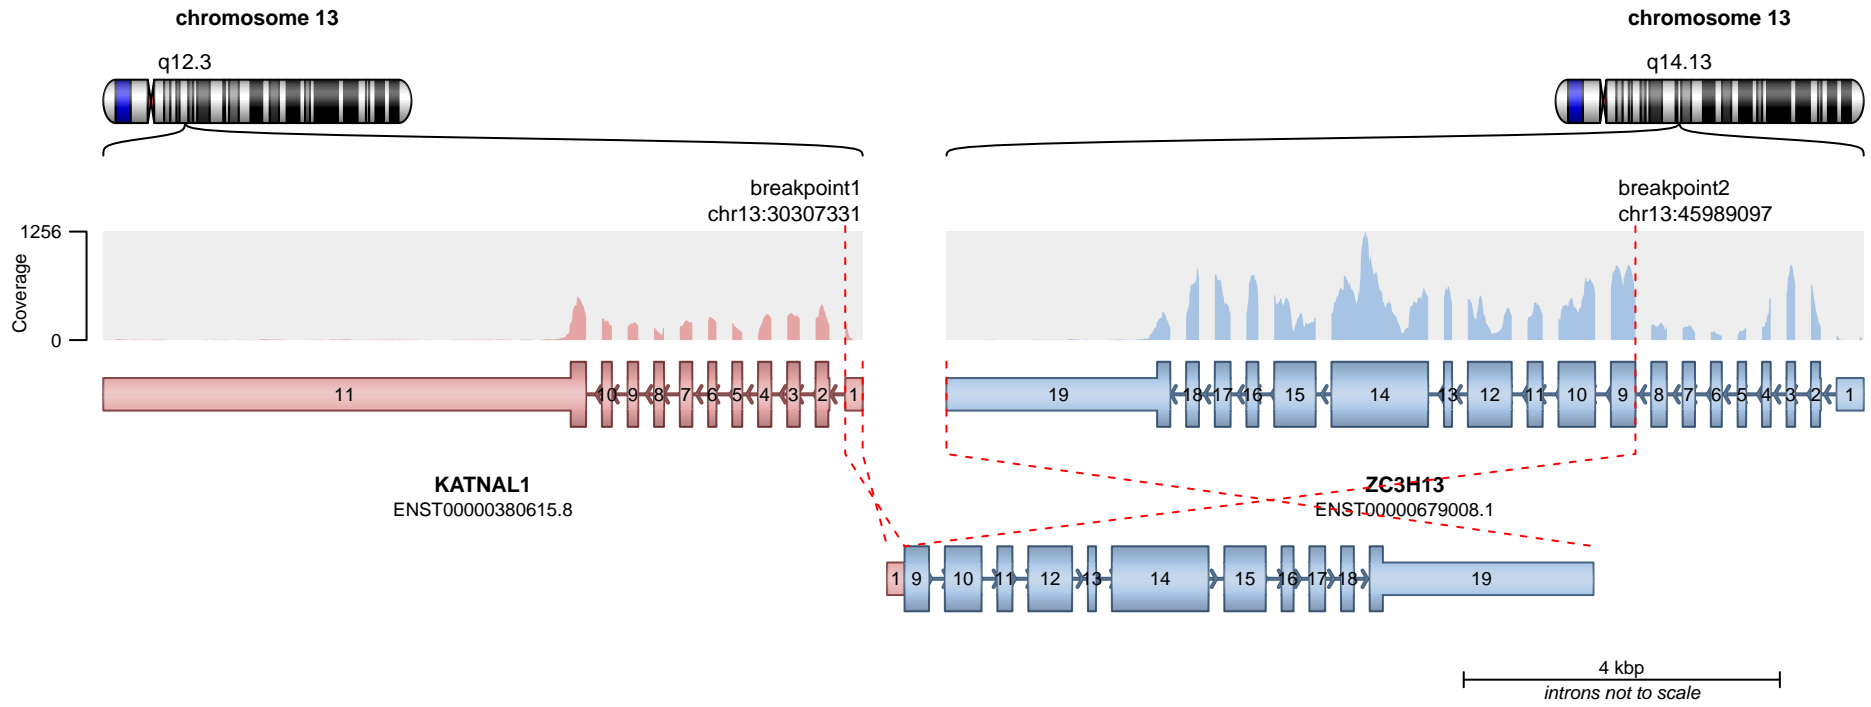 chromosome 13
chromosome 13
q12.3
q14.13
breakpoint1
chr13:30307331
breakpoint2
chr13:45989097
1256
Coverage
0
11 10 9 8 7 6 5 4 3 2 1
19 18 17 16 15 14 13 12 11 10 9 8 7 6 5 4 3 2 1
KATNAL1
ENST00000380615.8
ZC3H13
ENST00000679008.1
1 9 10 11 12 13 14 15 16 17 18 19
4 kbp
introns not to scale